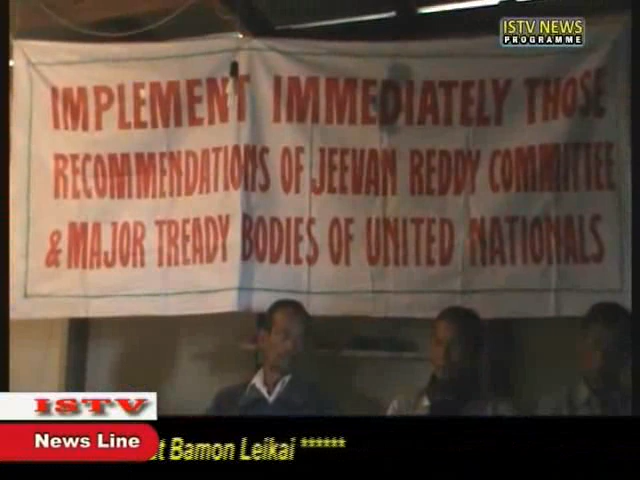 ISTV NEWS
PROGRAMME
IMPLEMENT IMMEDIATELY THOSE
RECOMMENDATIONS OF JEEVAN REDDY COMMITTEE
& MAJOR TREADY BODIES OF UNITED NATIONALS
ISTV
News Line
Bamon Leikai ******